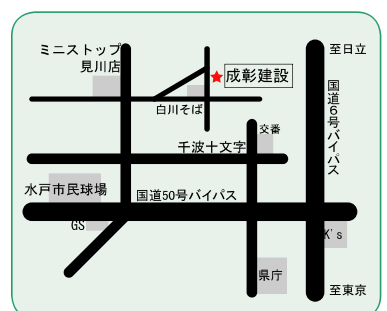 ミニストップ
見川店
至日立
成彰建設
国道6号バイパス
白川そば
交番
千波十文字
水戸市民球場
国道50号バイパス
GS
K's
県庁
至東京